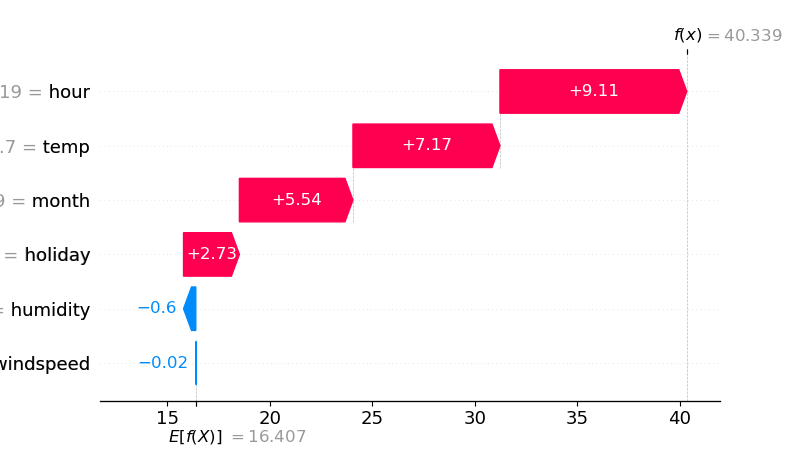 f(x) = 40.339
19 = hour
+9.11
.7 = temp
+7.17
9 = month
+5.54
= holiday
+2.73
= humidity
−0.6
windspeed
−0.02
15 20 25 30 35 40
E[f(X)] = 16.407